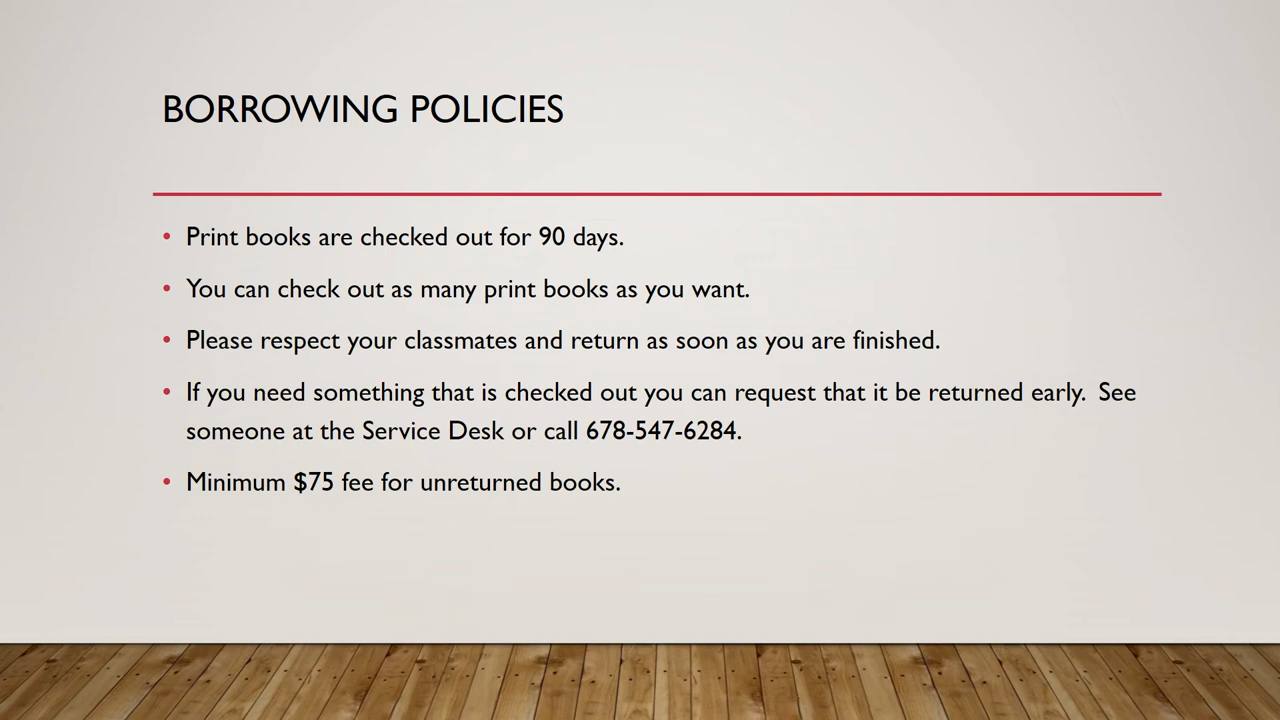 BORROWING POLICIES
• Print books are checked out for 90 days.
• You can check out as many print books as you want.
• Please respect your classmates and return as soon as you are finished.
• If you need something that is checked out you can request that it be returned early.  See
someone at the Service Desk or call 678-547-6284.
• Minimum $75 fee for unreturned books.